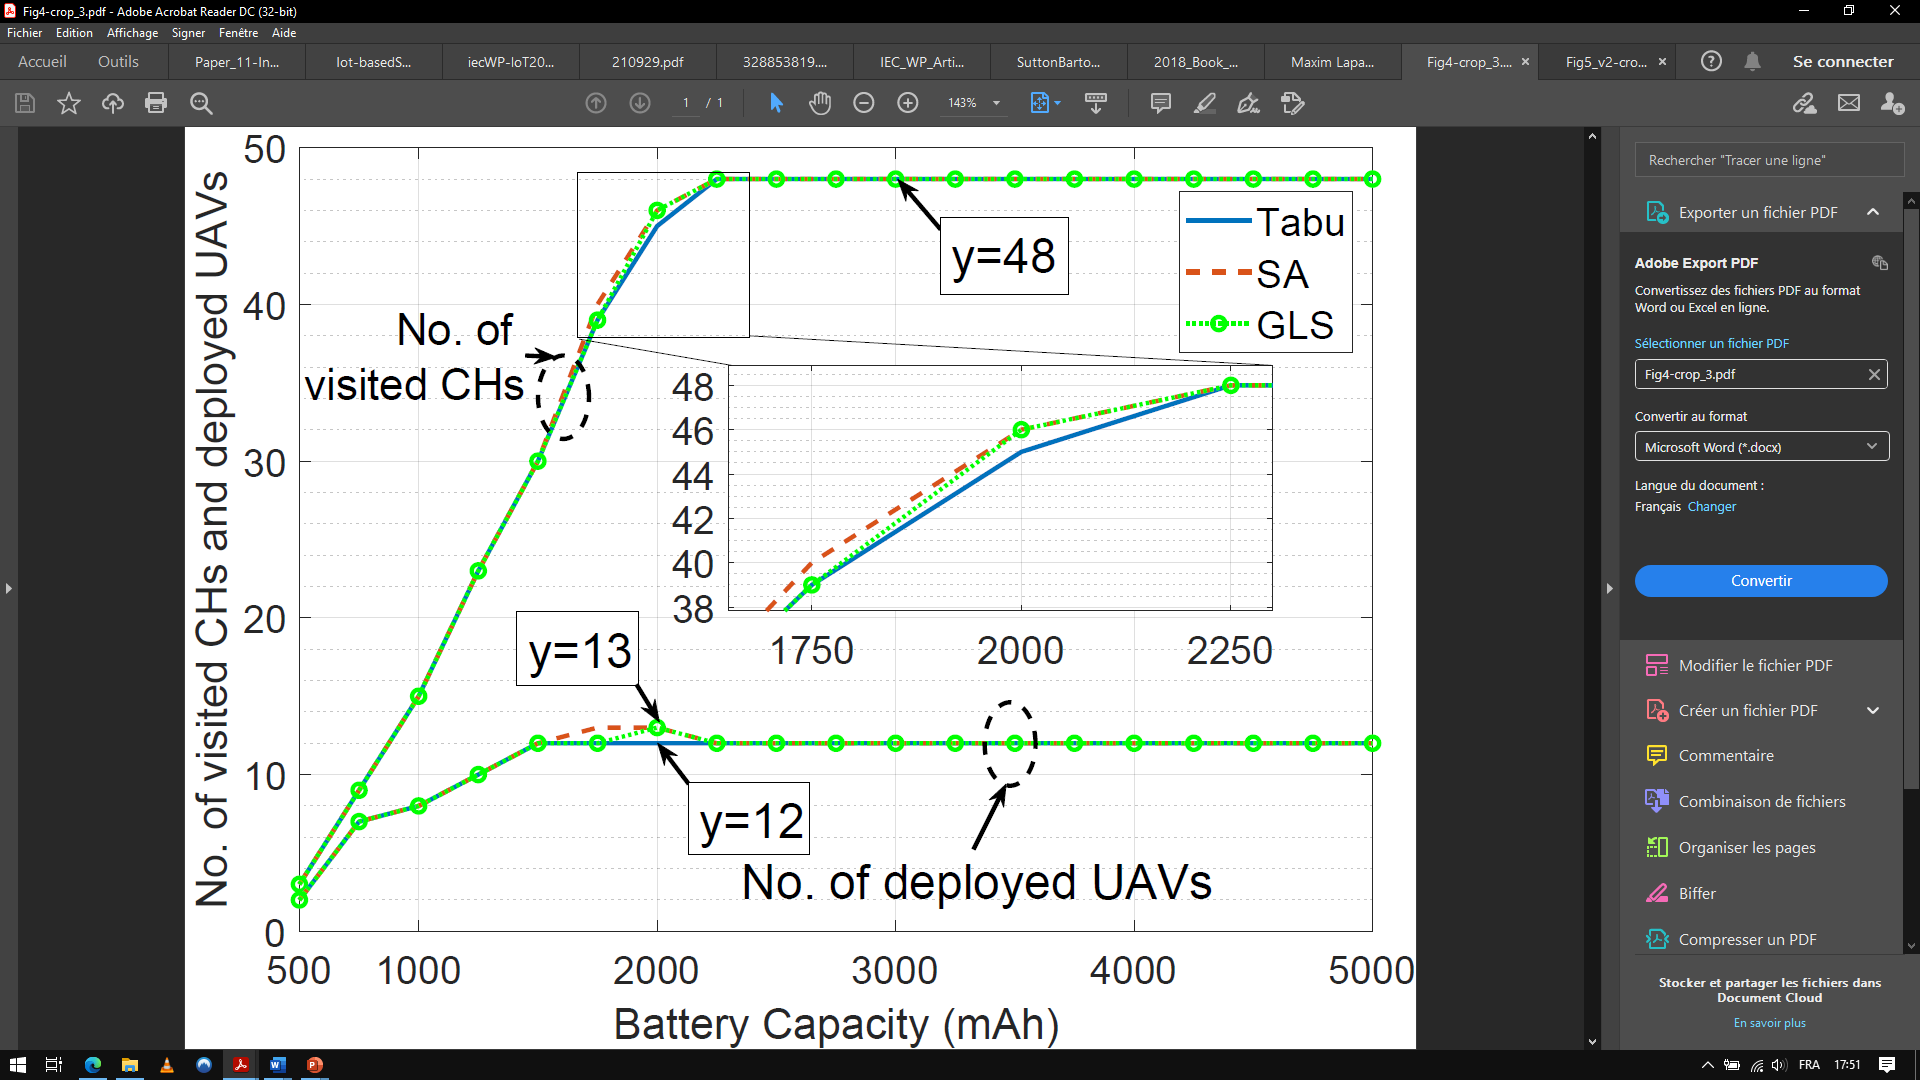 Fig4-crop_3.pdf - Adobe Acrobat Reader DC (32-bit)
Fichier Edition Affichage Signer Fenêtre Aide
Accueil Outils Paper_11-In... Iot-basedS... iecWP-IoT20... 210929.pdf 328853819.... IEC_WP_Arti... SuttonBarto... 2018_Book_... Maxim Lapa... Fig4-crop_3.... Fig5_v2-cro... Se connecter
1 / 1 143%
No. of visited CHs and deployed UAVs
50
40
30
20
10
0
500 1000 2000 3000 4000 5000
Battery Capacity (mAh)
No. of
visited CHs
y=48
Tabu
SA
GLS
48
46
44
42
40
38
1750 2000 2250
y=13
y=12
No. of deployed UAVs
Rechercher "Tracer une ligne"
Exporter un fichier PDF
Adobe Export PDF
Convertissez des fichiers PDF au format
Word ou Excel en ligne.
Sélectionner un fichier PDF
Fig4-crop_3.pdf
Convertir au format
Microsoft Word (*.docx)
Langue du document :
Français Changer
Convertir
Modifier le fichier PDF
Créer un fichier PDF
Commentaire
Combinaison de fichiers
Organiser les pages
Biffer
Compresser un PDF
Stocker et partager les fichiers dans
Document Cloud
En savoir plus
FRA 17:51